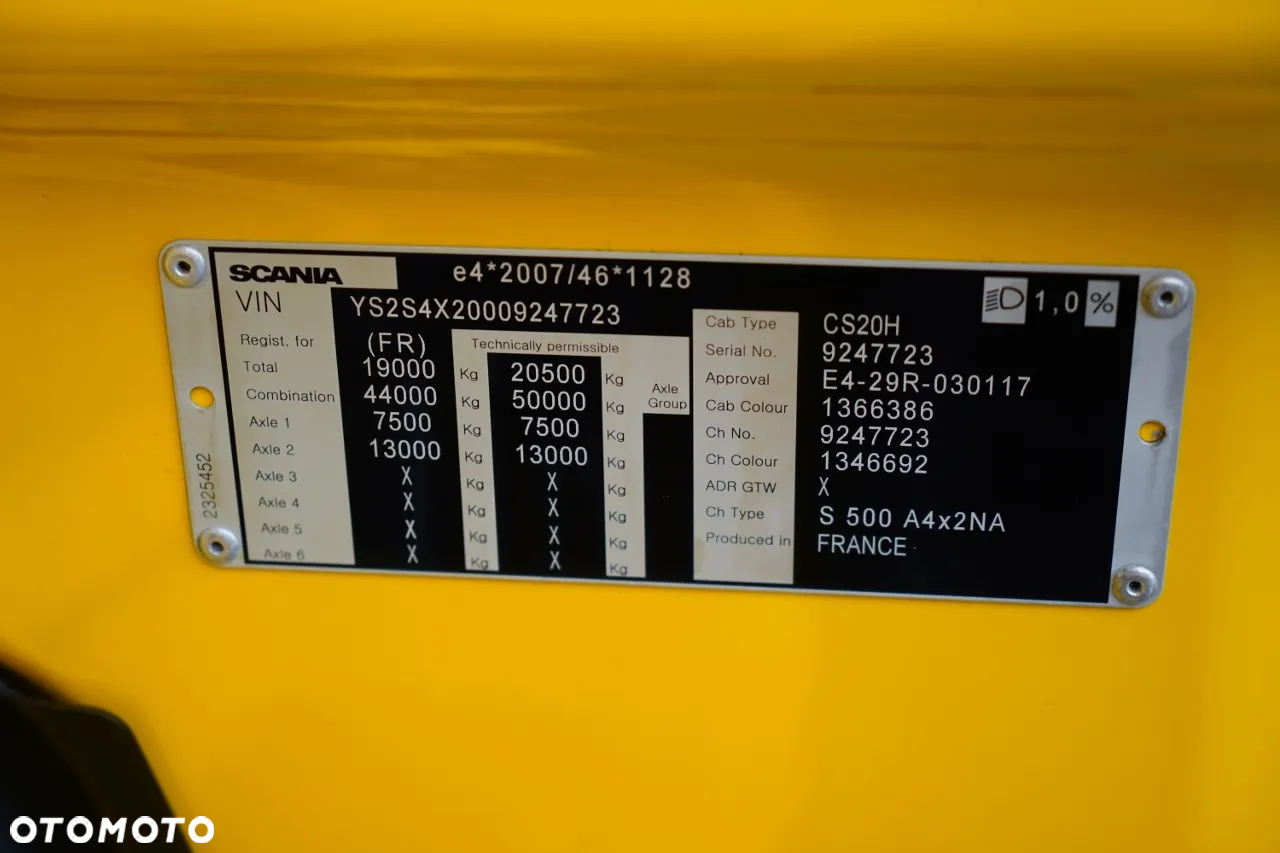 SCANIA e4*2007/46*1128
VIN YS2S4X20009247723
1,0 %
Regist. for (FR)
Technically permissible
Total 19000 Kg 20500 Kg
Combination 44000 Kg 50000 Kg
Axle Group
Axle 1 7500 Kg 7500 Kg
Axle 2 13000 Kg 13000 Kg
Axle 3 X Kg X Kg
Axle 4 X Kg X Kg
Axle 5 X Kg X Kg
Axle 6 X Kg X Kg
Cab Type CS20H
Serial No. 9247723
Approval E4-29R-030117
Cab Colour 1366386
Ch No. 9247723
Ch Colour 1346692
ADR GTW X
Ch Type S 500 A4x2NA
Produced in FRANCE
2325452
OTOMOTO